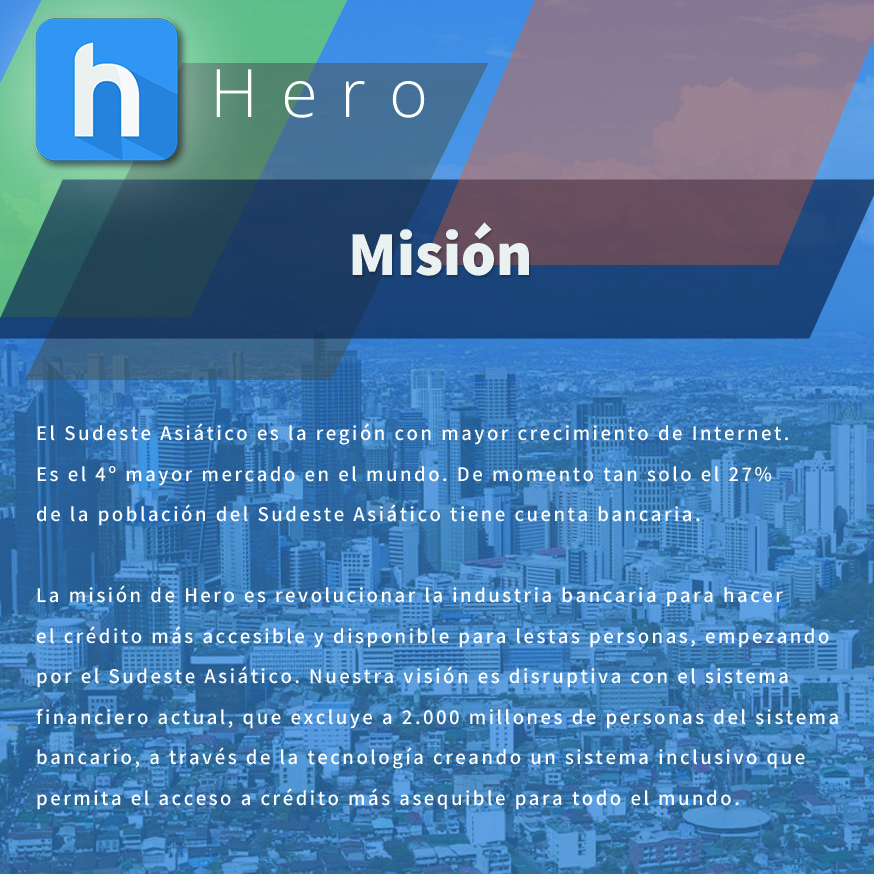 h
Hero
Misión
El Sudeste Asiático es la región con mayor crecimiento de Internet.
Es el 4º mayor mercado en el mundo. De momento tan solo el 27%
de la población del Sudeste Asiático tiene cuenta bancaria.
La misión de Hero es revolucionar la industria bancaria para hacer
el crédito más accesible y disponible para lestas personas, empezando
por el Sudeste Asiático. Nuestra visión es disruptiva con el sistema
financiero actual, que excluye a 2.000 millones de personas del sistema
bancario, a través de la tecnología creando un sistema inclusivo que
permita el acceso a crédito más asequible para todo el mundo.